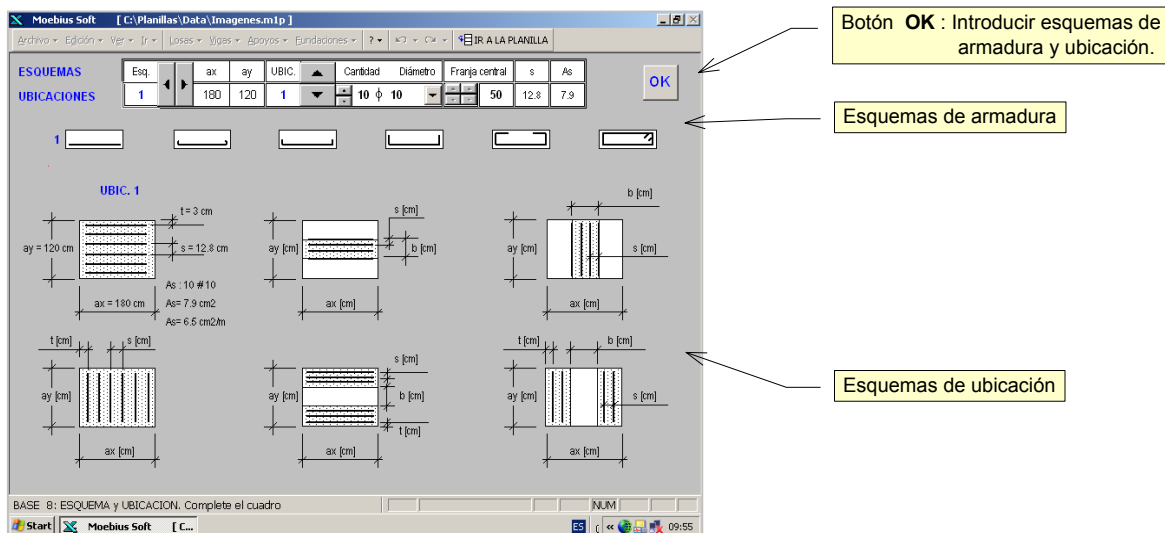 Moebius Soft [ C:\Planillas\Data\Imagenes.m1p ]
Archivo Edición Ver Ir Losas Vigas Apoyos Fundaciones ? IR A LA PLANILLA
ESQUEMAS
UBICACIONES
Esq. ax ay UBIC. Cantidad Diámetro Franja central s As
1 180 120 1 10 ϕ 10 50 12.8 7.9
OK
Botón OK : Introducir esquemas de
armadura y ubicación.
1
Esquemas de armadura
UBIC. 1
t = 3 cm
ay = 120 cm
s = 12.8 cm
ax = 180 cm
As : 10 #10
As= 7.9 cm2
As= 6.5 cm2/m
s [cm]
ay [cm]
b [cm]
ax [cm]
b [cm]
ay [cm]
s [cm]
ax [cm]
t [cm]
s [cm]
ay [cm]
ax [cm]
s [cm]
ay [cm]
b [cm]
t [cm]
ax [cm]
t [cm]
b [cm]
ay [cm]
s [cm]
ax [cm]
Esquemas de ubicación
BASE 8: ESQUEMA y UBICACION. Complete el cuadro
NUM
Start Moebius Soft [ C... ES « 09:55